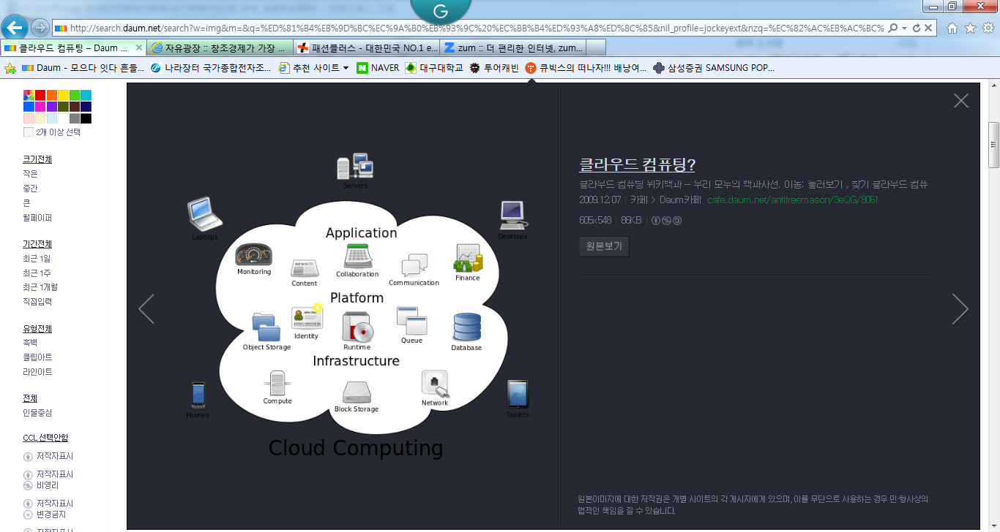 G
http://search.daum.net/search?w=img&m=&q=%ED%81%B4%EB%9D%BC%EC%9A%B0%EB%93%9C%20%EC%BB%B4%ED%93%A8%ED%8C%85&nil_profile=jockeyext&nzq=%EC%82%AC%EB%AC%BC%
클라우드 컴퓨팅 – Daum ...
자유광장 :: 창조경제가 가장 ...
패션플러스 - 대한민국 NO.1 e...
zum :: 더 편리한 인터넷, zum...
Daum - 모으다 잇다 흔들...
나라장터 국가종합전자조...
추천 사이트
NAVER
대구대학교
투어캐빈
큐빅스의 떠나자!!! 배낭여...
삼성증권 SAMSUNG POP...
2개 이상 선택
크기전체
작은
중간
큰
월페이퍼
기간전체
최근 1일
최근 1주
최근 1개월
직접입력
유형전체
흑백
클립아트
라인아트
전체
인물중심
CCL 선택안함
저작자표시
저작자표시
비영리
저작자표시
변경금지
저작자표시
Servers
Laptops
Desktops
Application
Monitoring
Content
Collaboration
Communication
Finance
Platform
Object Storage
Identity
Runtime
Queue
Database
Infrastructure
Compute
Block Storage
Network
Phones
Tablets
Cloud Computing
클라우드 컴퓨팅?
클라우드 컴퓨팅 위키백과 – 우리 모두의 백과사전. 이동: 둘러보기 , 찾기 클라우드 컴퓨
2009.12.07 | 카페 > Daum카페 cafe.daum.net/antifreemason/3eOG/8061
605x548 | 86KB
원본보기
원본이미지에 대한 저작권은 개별 사이트의 각 게시자에게 있으며, 이를 무단으로 사용하는 경우 민·형사상의
법적인 책임을 질 수 있습니다.